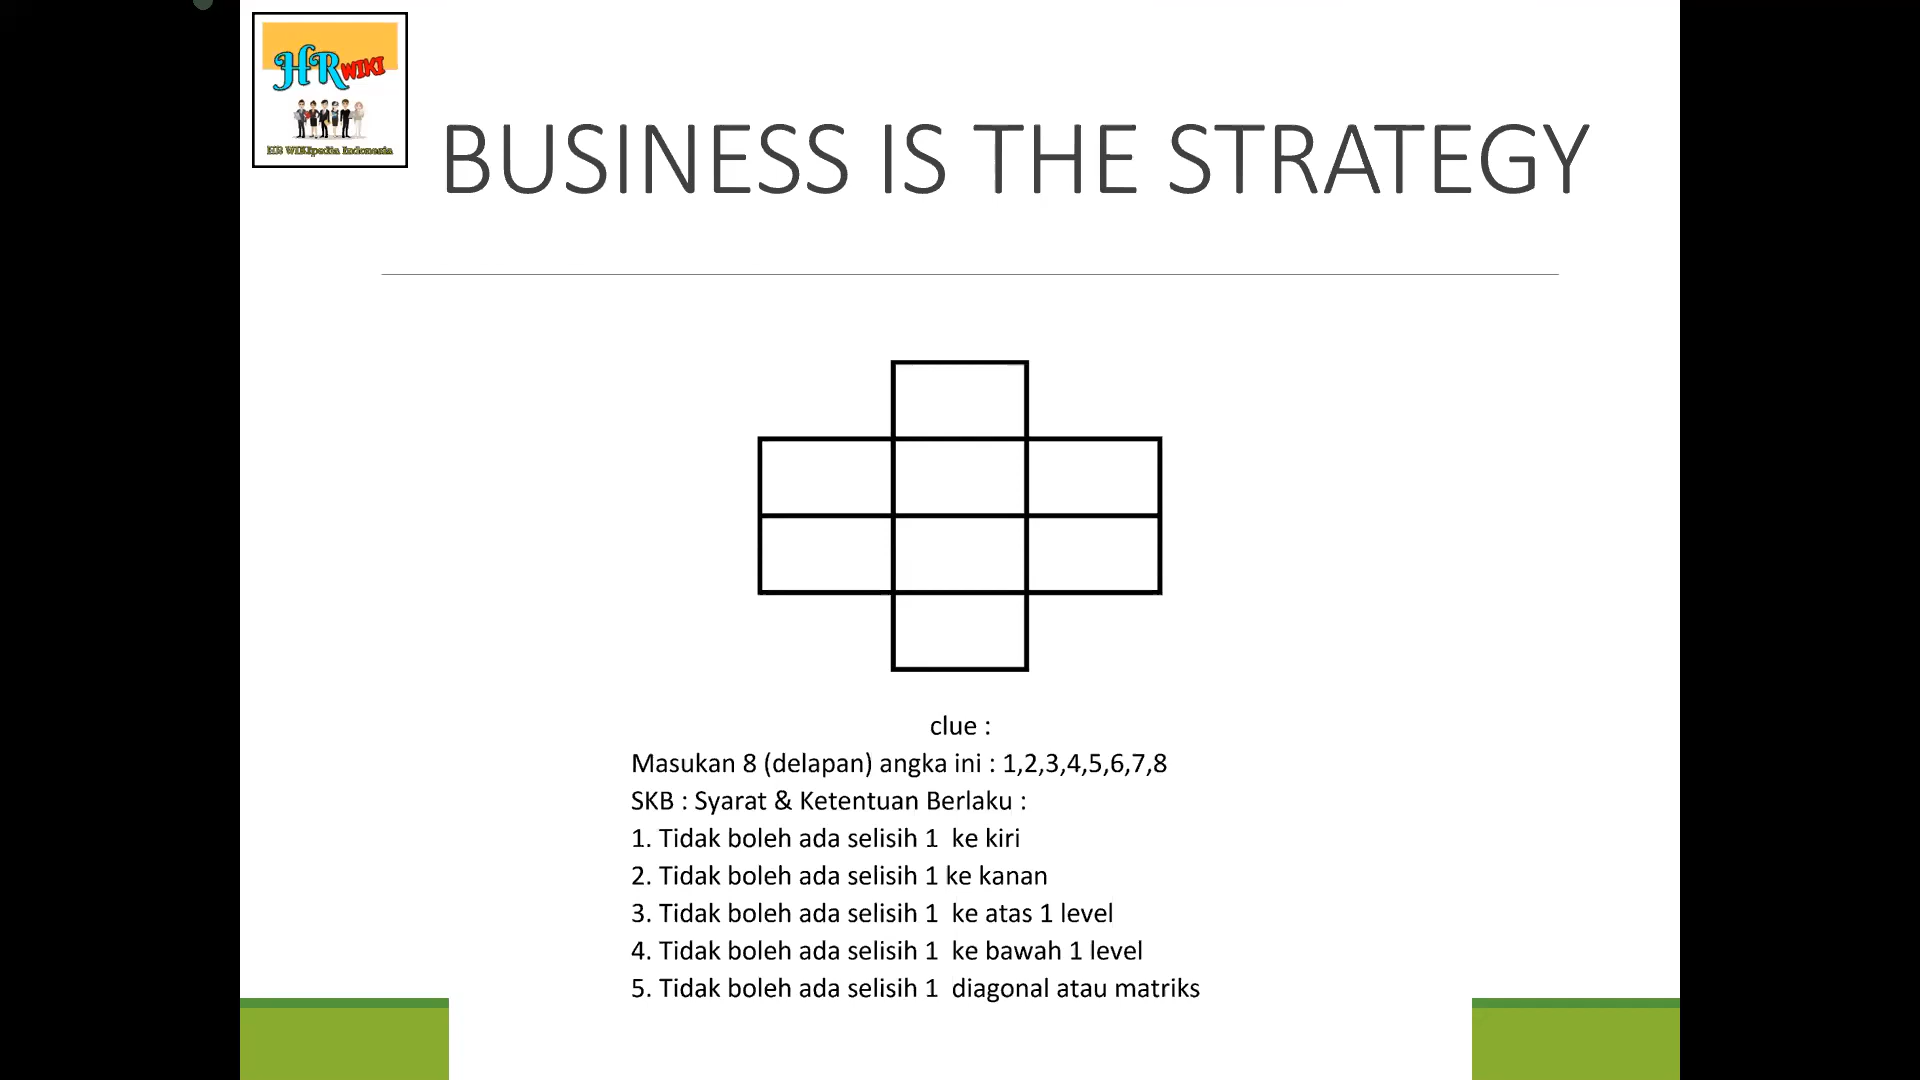 HR WIKI
HR WIKIpedia Indonesia
BUSINESS IS THE STRATEGY
clue :
Masukan 8 (delapan) angka ini : 1,2,3,4,5,6,7,8
SKB : Syarat & Ketentuan Berlaku :
1. Tidak boleh ada selisih 1 ke kiri
2. Tidak boleh ada selisih 1 ke kanan
3. Tidak boleh ada selisih 1 ke atas 1 level
4. Tidak boleh ada selisih 1 ke bawah 1 level
5. Tidak boleh ada selisih 1 diagonal atau matriks